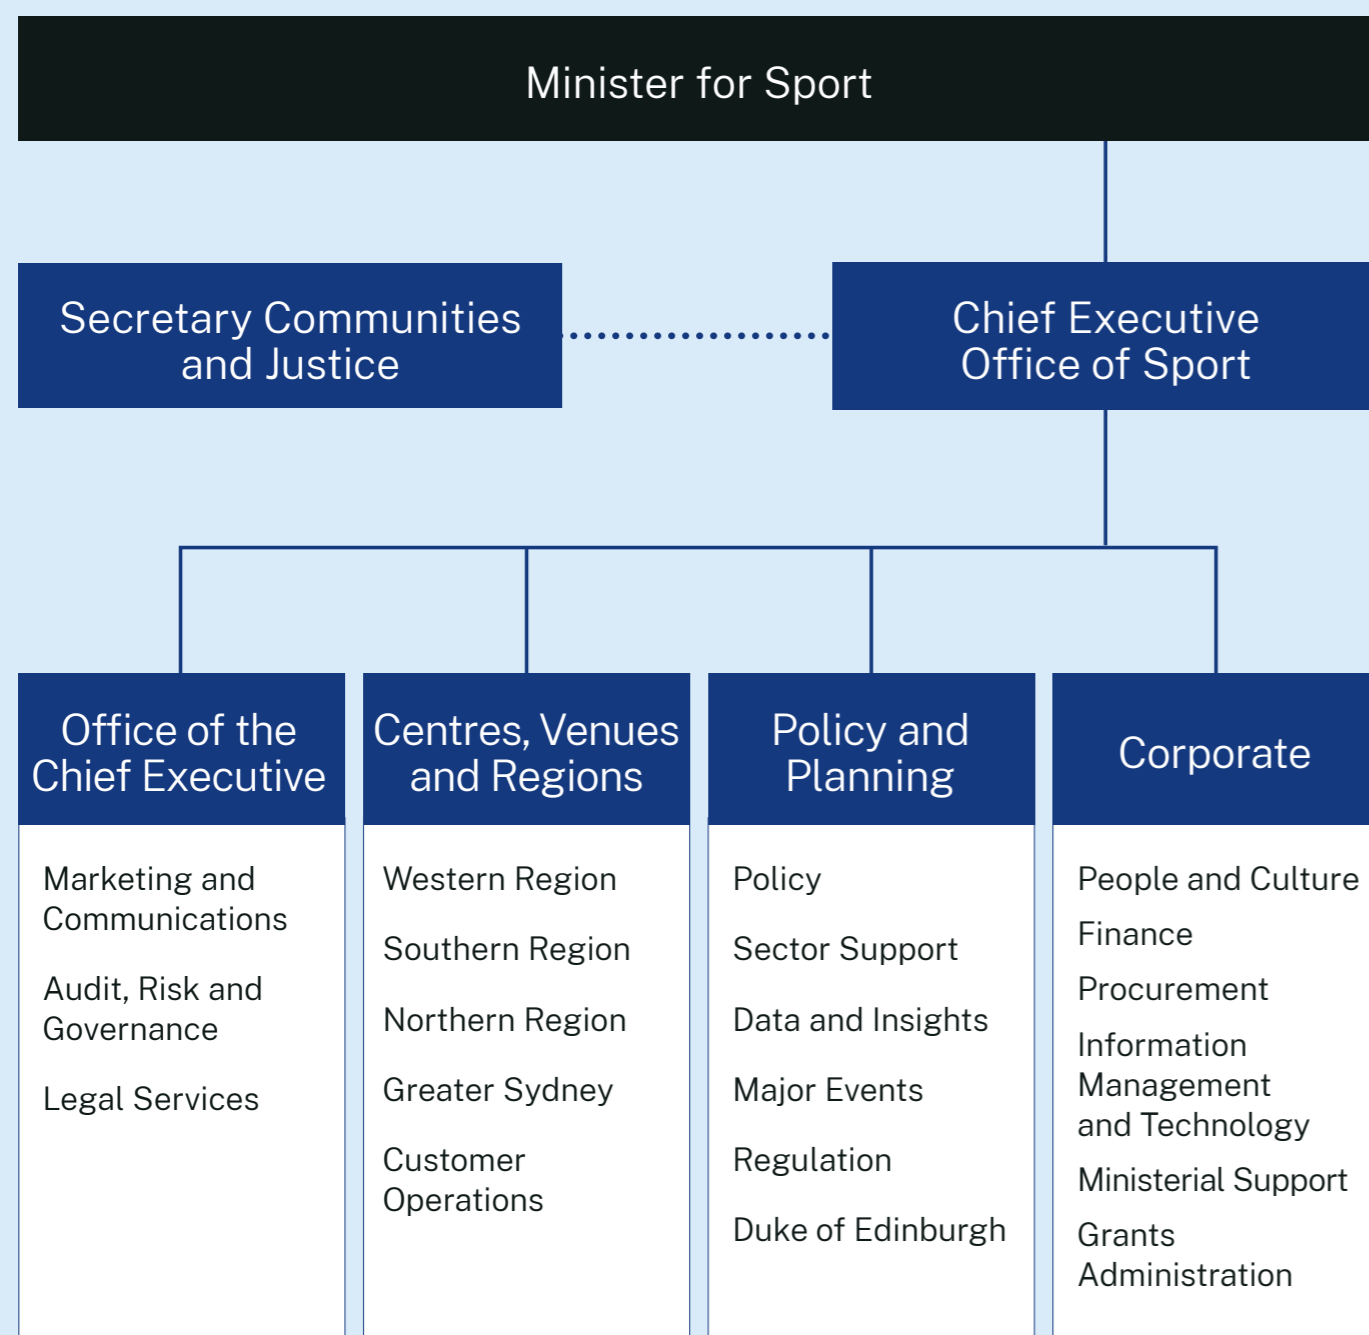 Minister for Sport
Secretary Communities
and Justice
Chief Executive
Office of Sport
Office of the
Chief Executive
Marketing and
Communications
Audit, Risk and
Governance
Legal Services
Centres, Venues
and Regions
Western Region
Southern Region
Northern Region
Greater Sydney
Customer
Operations
Policy and
Planning
Policy
Sector Support
Data and Insights
Major Events
Regulation
Duke of Edinburgh
Corporate
People and Culture
Finance
Procurement
Information
Management
and Technology
Ministerial Support
Grants
Administration